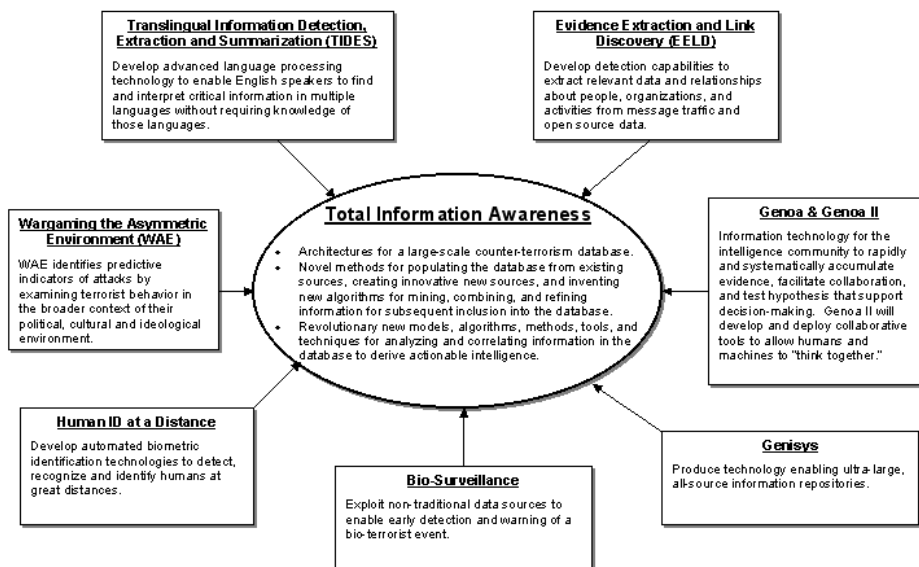 Translingual Information Detection,
Extraction and Summarization (TIDES)
Develop advanced language processing
technology to enable English speakers to find
and interpret critical information in multiple
languages without requiring knowledge of
those languages.
Evidence Extraction and Link
Discovery (EELD)
Develop detection capabilities to
extract relevant data and relationships
about people, organizations, and
activities from message traffic and
open source data.
Wargaming the Asymmetric
Environment (WAE)
WAE identifies predictive
indicators of attacks by
examining terrorist behavior in
the broader context of their
political, cultural and ideological
environment.
Total Information Awareness
• Architectures for a large-scale counter-terrorism database.
• Novel methods for populating the database from existing
sources, creating innovative new sources, and inventing
new algorithms for mining, combining, and refining
information for subsequent inclusion into the database.
• Revolutionary new models, algorithms, methods, tools, and
techniques for analyzing and correlating information in the
database to derive actionable intelligence.
Genoa & Genoa II
Information technology for the
intelligence community to rapidly
and systematically accumulate
evidence, facilitate collaboration,
and test hypothesis that support
decision-making. Genoa II will
develop and deploy collaborative
tools to allow humans and
machines to "think together."
Human ID at a Distance
Develop automated biometric
identification technologies to detect,
recognize and identify humans at
great distances.
Bio-Surveillance
Exploit non-traditional data sources to
enable early detection and warning of a
bio-terrorist event.
Genisys
Produce technology enabling ultra-large,
all-source information repositories.